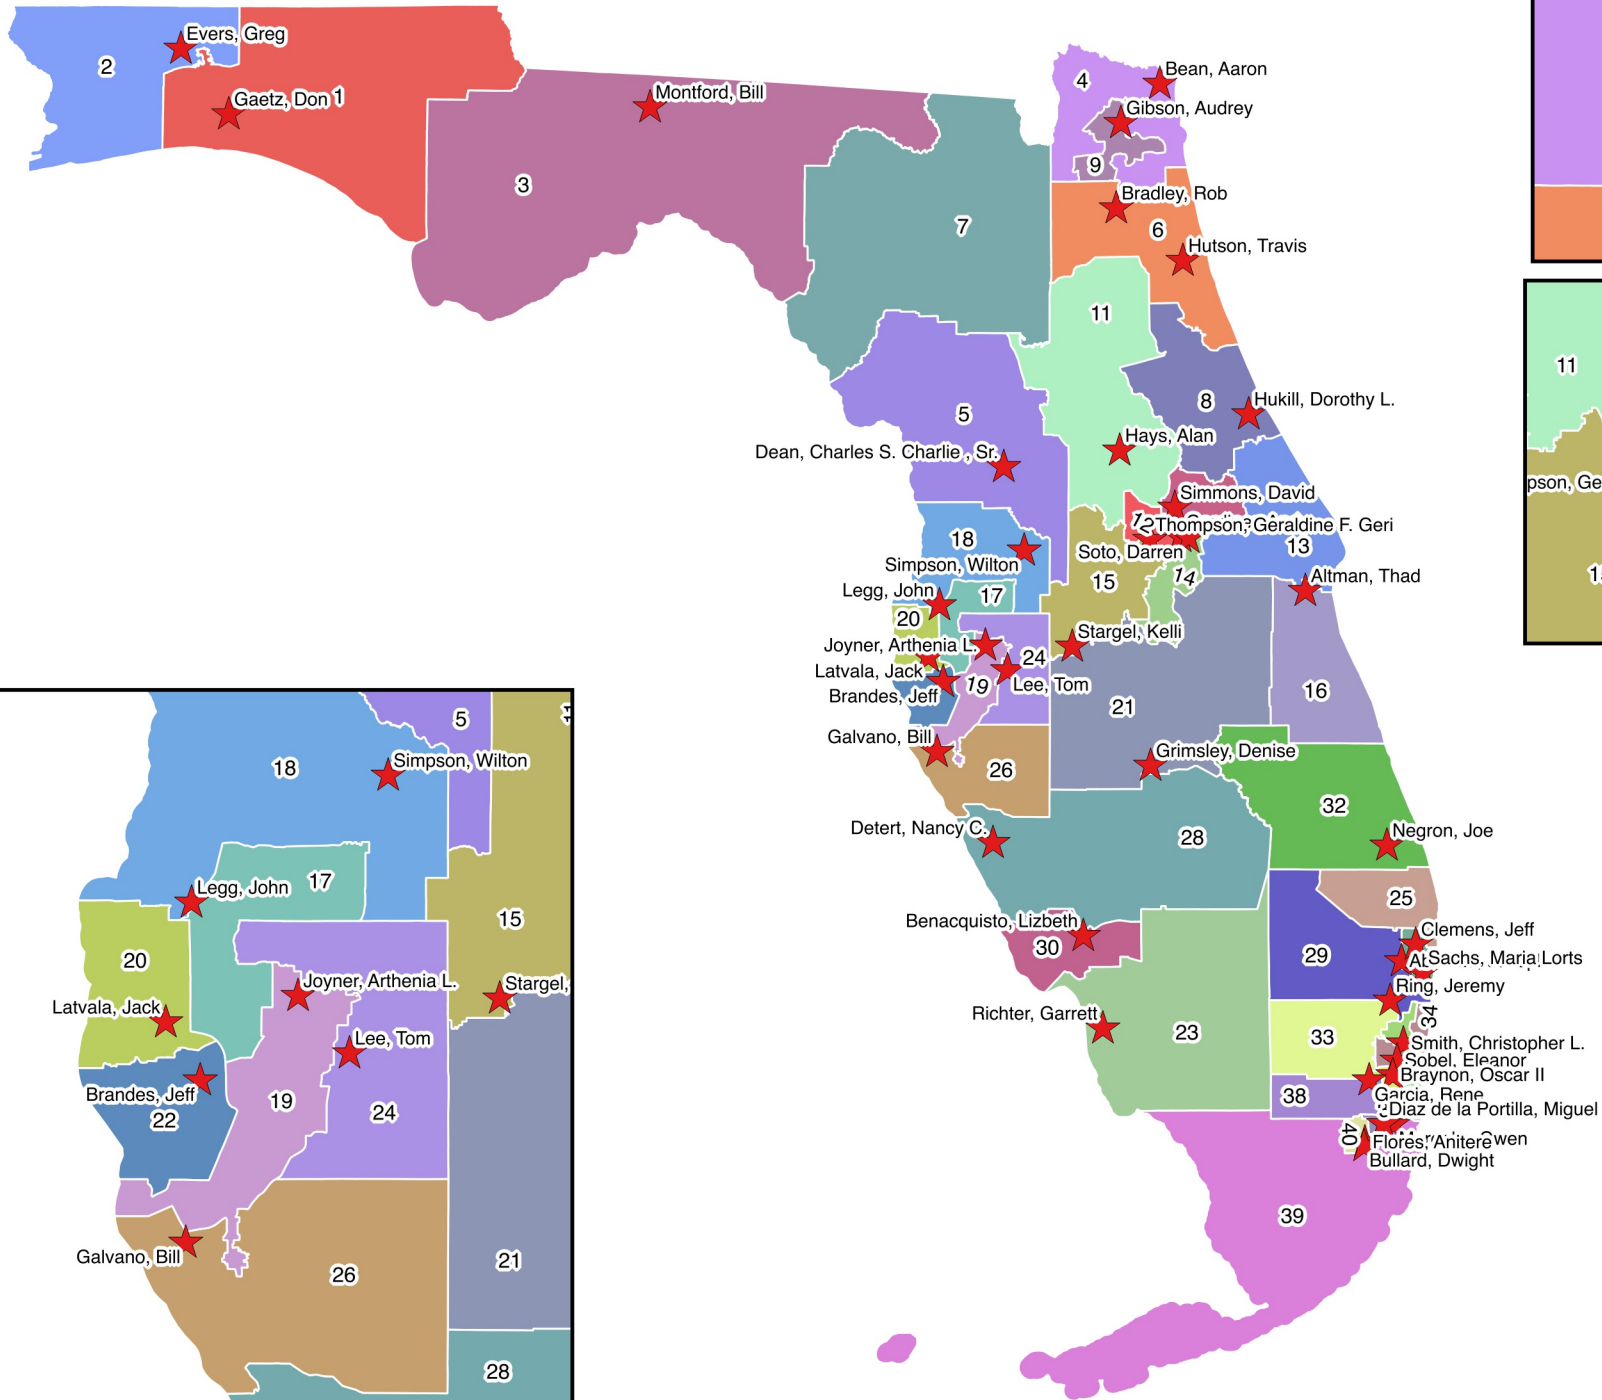 Evers, Greg
2
Gaetz, Don 1
Montford, Bill
3
7
4
Bean, Aaron
Gibson, Audrey
9
Bradley, Rob
6
Hutson, Travis
11
8
Hukill, Dorothy L.
5
Hays, Alan
Dean, Charles S. Charlie , Sr.
Simmons, David
12
Thompson, Geraldine F. Geri
13
18
Soto, Darren
Simpson, Wilton
14
15
Altman, Thad
Legg, John
17
20
Stargel, Kelli
Joyner, Arthenia L.
24
Latvala, Jack
19
Lee, Tom
Brandes, Jeff
16
21
Galvano, Bill
Grimsley, Denise
26
32
Detert, Nancy C.
28
Negron, Joe
25
Benacquisto, Lizbeth
30
Clemens, Jeff
29
Sachs, Maria Lorts
Ring, Jeremy
Richter, Garrett
23
34
33
Smith, Christopher L.
Sobel, Eleanor
Braynon, Oscar II
38
Garcia, Rene
Diaz de la Portilla, Miguel
40
Flores, Anitere
Bullard, Dwight
39
11
pson, Ge
5
18
Simpson, Wilton
Legg, John
17
15
20
Joyner, Arthenia L.
Stargel,
Latvala, Jack
Lee, Tom
Brandes, Jeff
22
19
24
Galvano, Bill
26
21
28